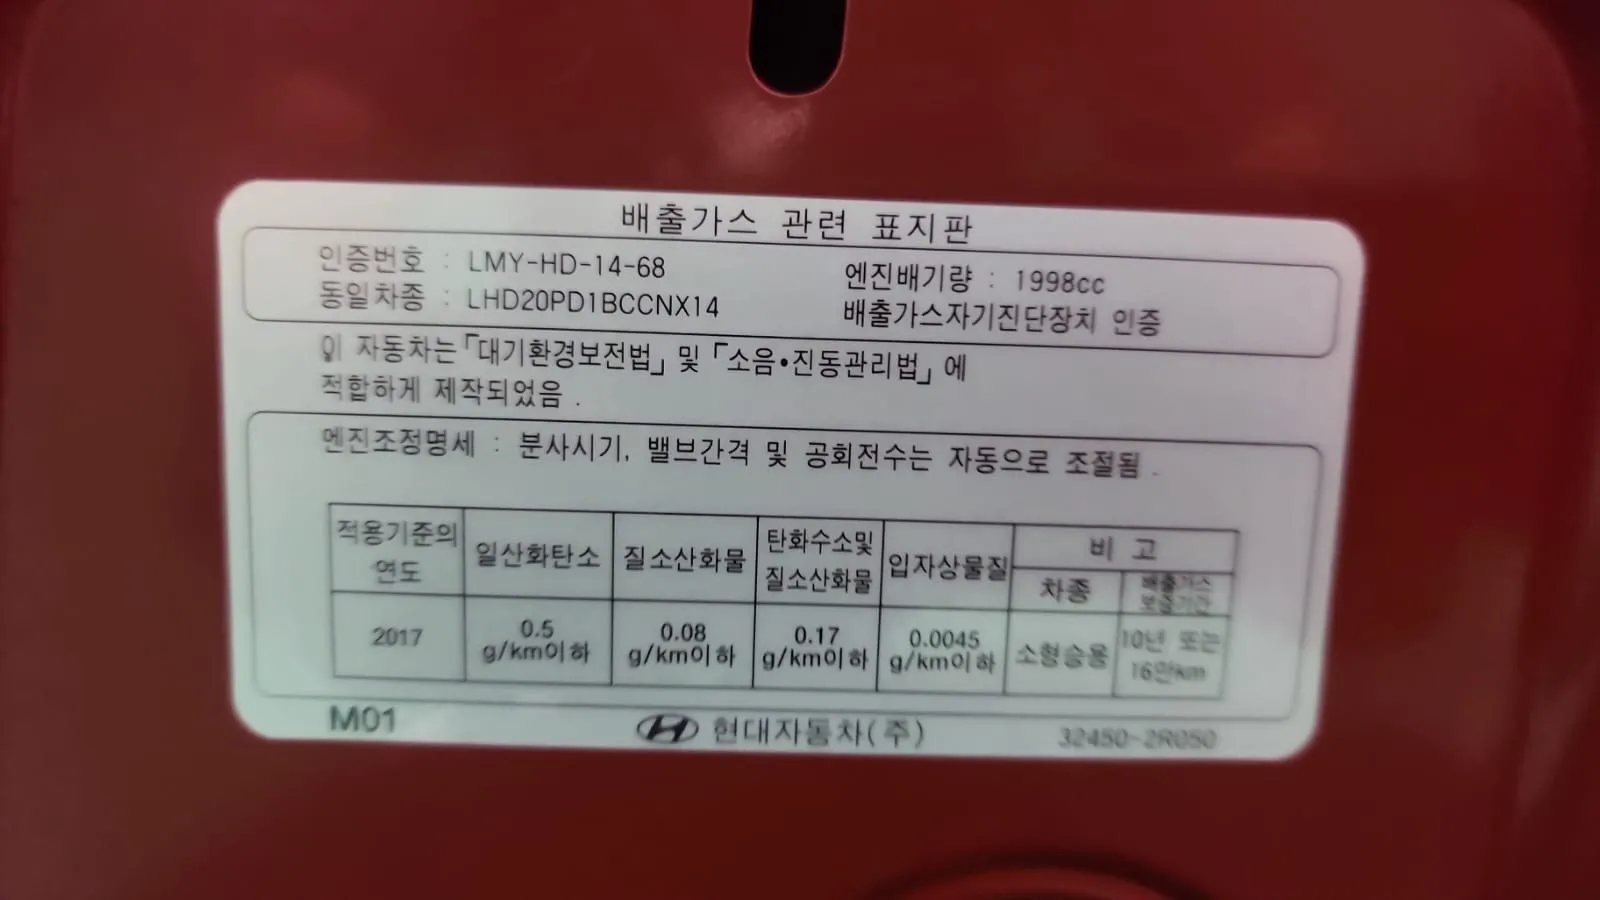 배출가스 관련 표지판
인증번호 : LMY-HD-14-68
엔진배기량 : 1998cc
동일차종 : LHD20PD1BCCNX14
배출가스자기진단장치 인증
이 자동차는「대기환경보전법」및「소음•진동관리법」에
적합하게 제작되었음 .
엔진조정명세 : 분사시기, 밸브간격 및 공회전수는 자동으로 조절됨 .
적용기준의
연도
일산화탄소
질소산화물
탄화수소및
질소산화물
입자상물질
비 고
차종
배출가스
보증기간
2017
0.5
g/km이하
0.08
g/km이하
0.17
g/km이하
0.0045
g/km이하
소형승용
10년 또는
16만km
M01
현대자동차(주)
32450-2R050